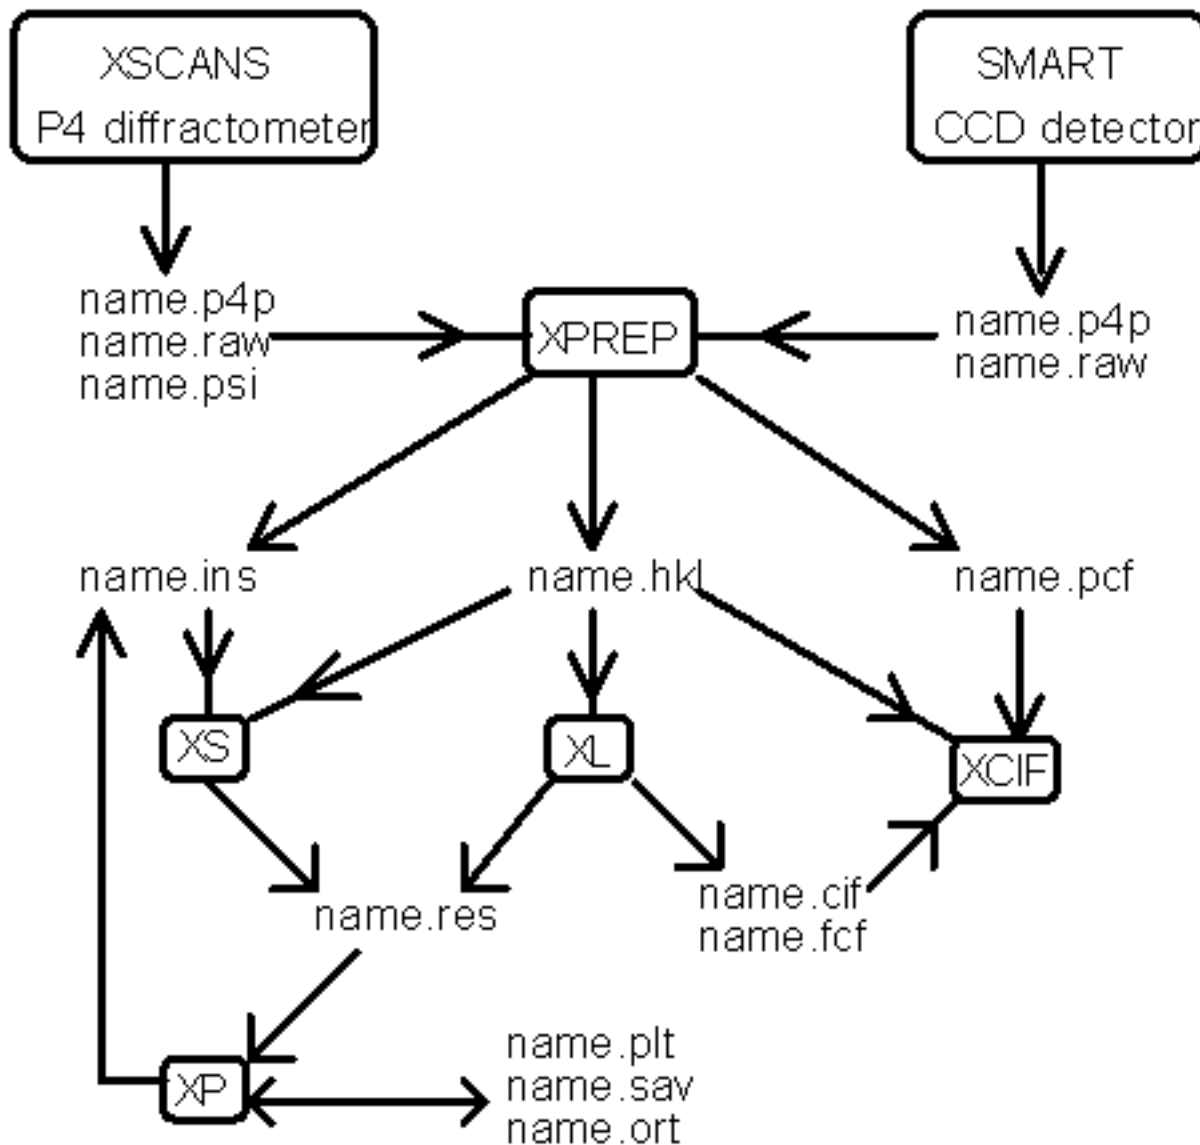 XSCANS
P4 diffractometer
SMART
CCD detector
name.p4p
name.raw
name.psi
XPREP
name.p4p
name.raw
name.ins
name.hkl
name.pcf
XS
XL
XCIF
name.res
name.cif
name.fcf
XP
name.plt
name.sav
name.ort